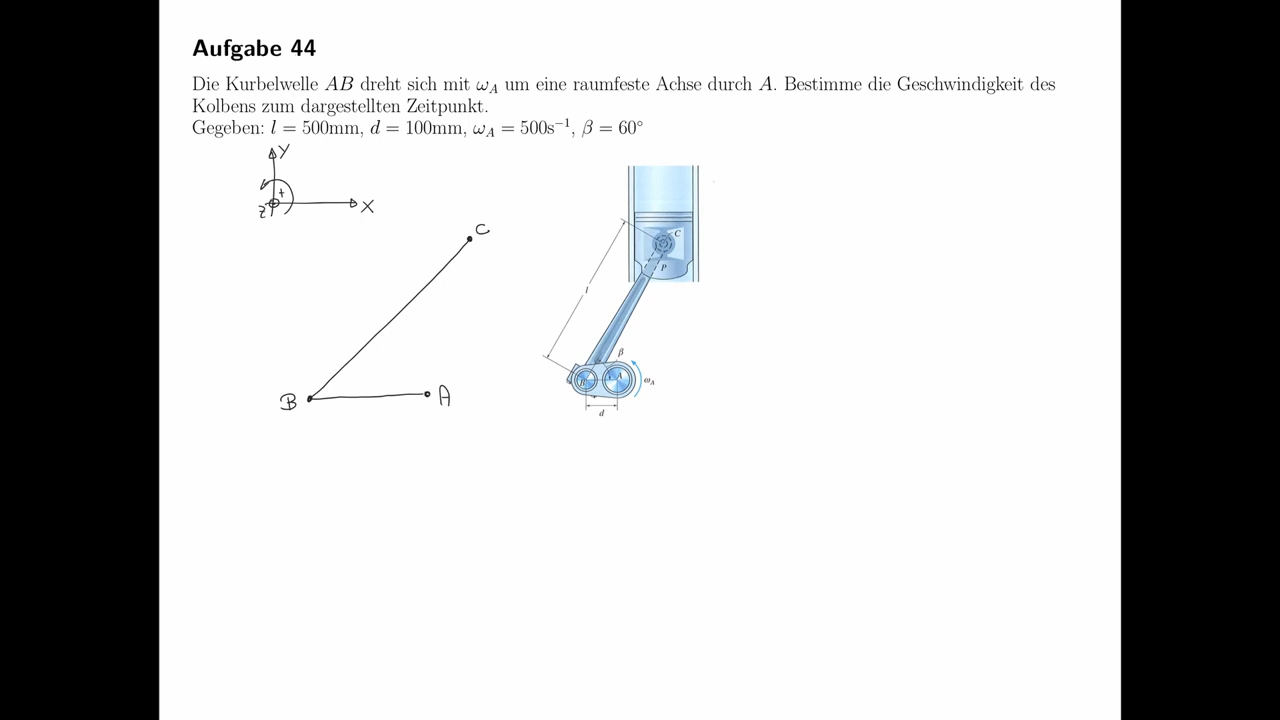 Aufgabe 44
Die Kurbelwelle AB dreht sich mit ω_A um eine raumfeste Achse durch A. Bestimme die Geschwindigkeit des
Kolbens zum dargestellten Zeitpunkt.
Gegeben: l = 500mm, d = 100mm, ω_A = 500s⁻¹, β = 60°
Y
+
Z
X
C
C
P
l
β
B
A
B
A
ω_A
d